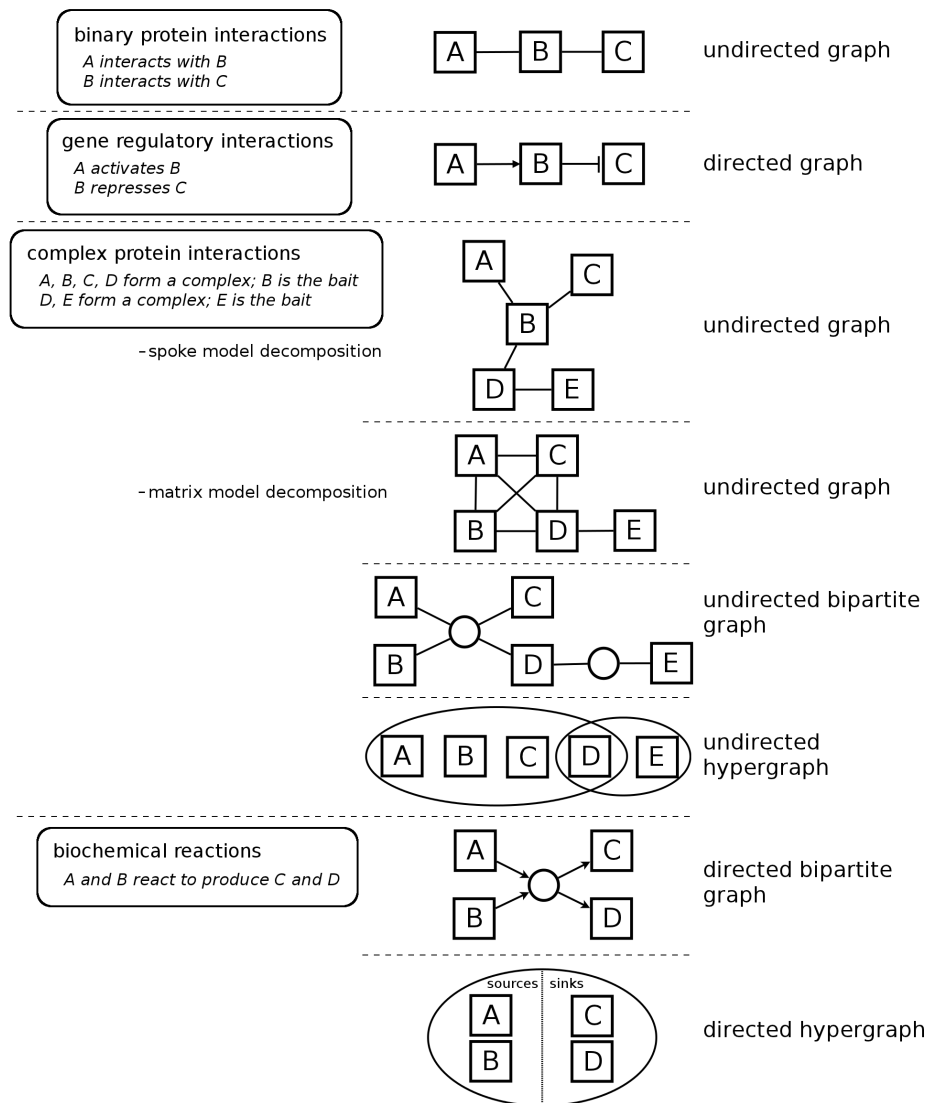 binary protein interactions
A interacts with B
B interacts with C
A B C
undirected graph
gene regulatory interactions
A activates B
B represses C
A B C
directed graph
complex protein interactions
A, B, C, D form a complex; B is the bait
D, E form a complex; E is the bait
-spoke model decomposition
A
C
B
D E
undirected graph
-matrix model decomposition
A C
B D E
undirected graph
A C
B D E
undirected bipartite
graph
A B C D E
undirected
hypergraph
biochemical reactions
A and B react to produce C and D
A C
B D
directed bipartite
graph
sources sinks
A C
B D
directed hypergraph